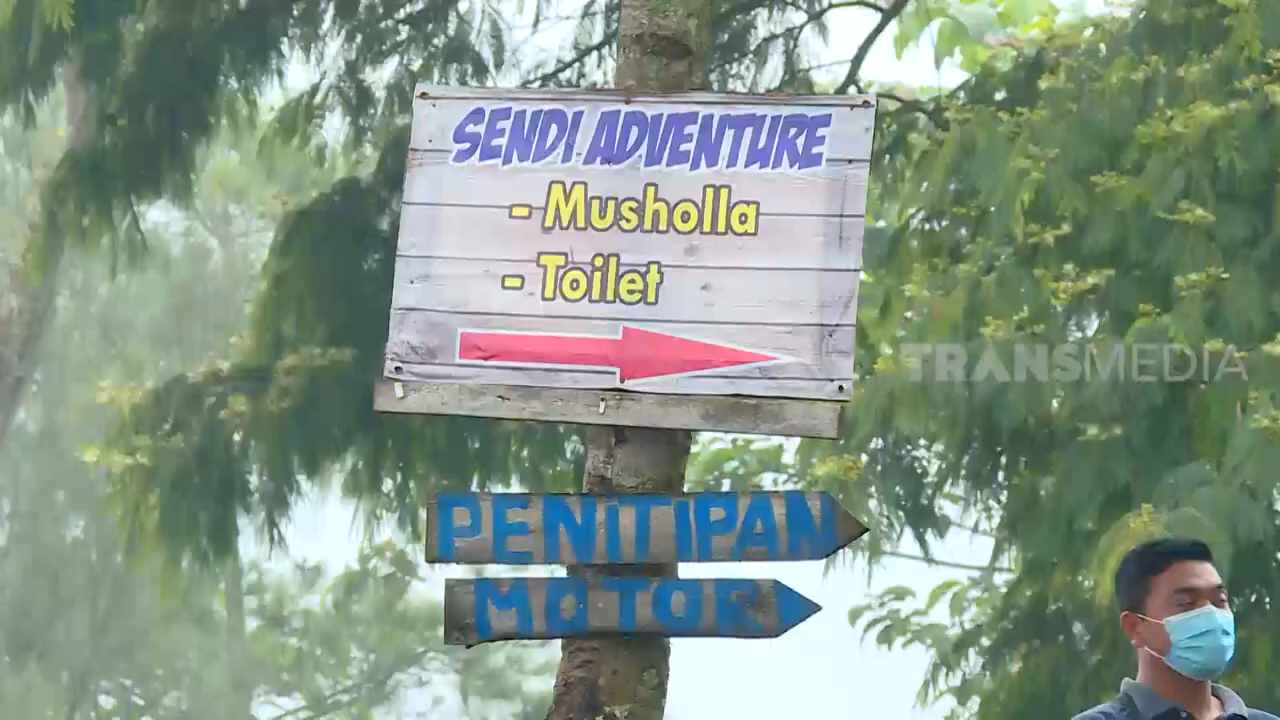 SENDI ADVENTURE
- Musholla
- Toilet
TRANSMEDIA
PENITIPAN
MOTOR